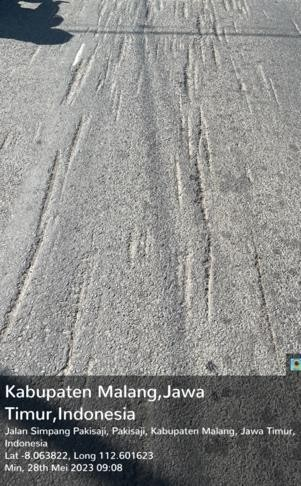 Kabupaten Malang,Jawa
Timur,Indonesia
Jalan Simpang Pakisaji, Pakisaji, Kabupaten Malang, Jawa Timur,
Indonesia
Lat -8.063822, Long 112.601623
Min, 28th Mei 2023 09:08